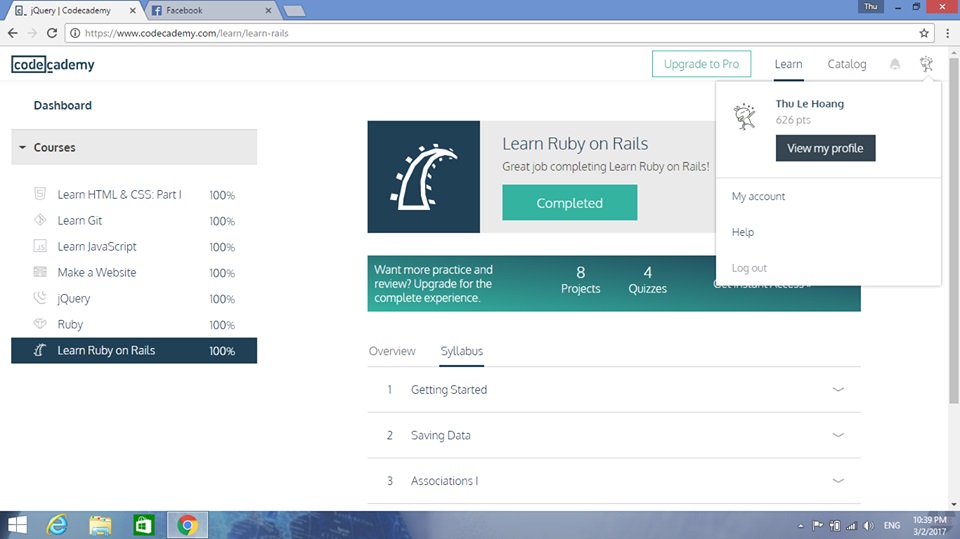 jQuery | Codecademy
Facebook
Thu
https://www.codecademy.com/learn/learn-rails
codecademy
Upgrade to Pro
Learn
Catalog
Dashboard
Courses
Learn HTML & CSS: Part I 100%
Learn Git 100%
Learn JavaScript 100%
Make a Website 100%
jQuery 100%
Ruby 100%
Learn Ruby on Rails 100%
Learn Ruby on Rails
Great job completing Learn Ruby on Rails!
Completed
Thu Le Hoang
626 pts
View my profile
My account
Help
Log out
Want more practice and
review? Upgrade for the
complete experience.
8
Projects
4
Quizzes
Get Instant Access »
Overview
Syllabus
1 Getting Started
2 Saving Data
3 Associations I
ENG
10:39 PM
3/2/2017